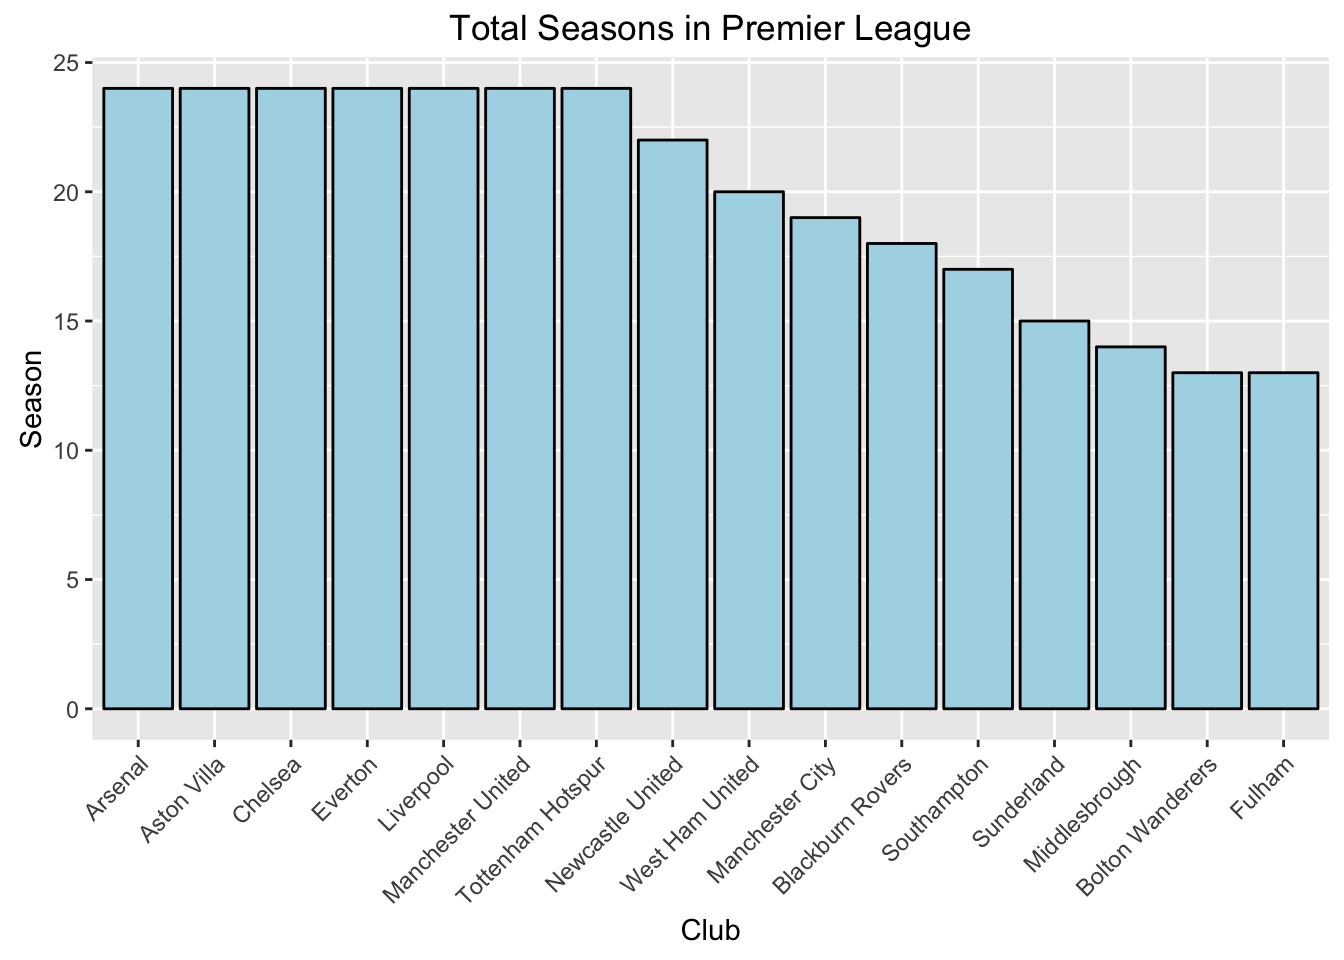 Total Seasons in Premier League
25
20
15
10
5
0
Season
Arsenal
Aston Villa
Chelsea
Everton
Liverpool
Manchester United
Tottenham Hotspur
Newcastle United
West Ham United
Manchester City
Blackburn Rovers
Southampton
Sunderland
Middlesbrough
Bolton Wanderers
Fulham
Club